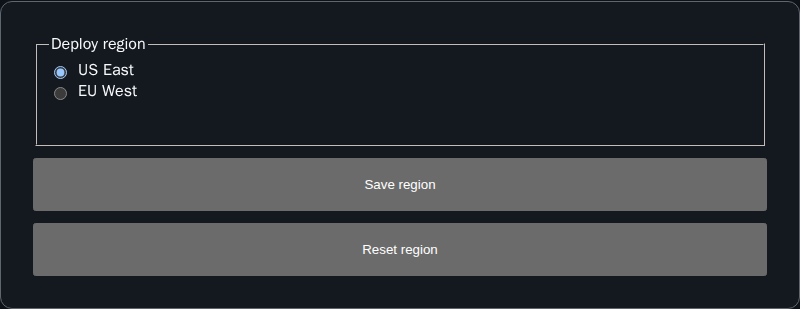 Deploy region
US East
EU West
Save region
Reset region